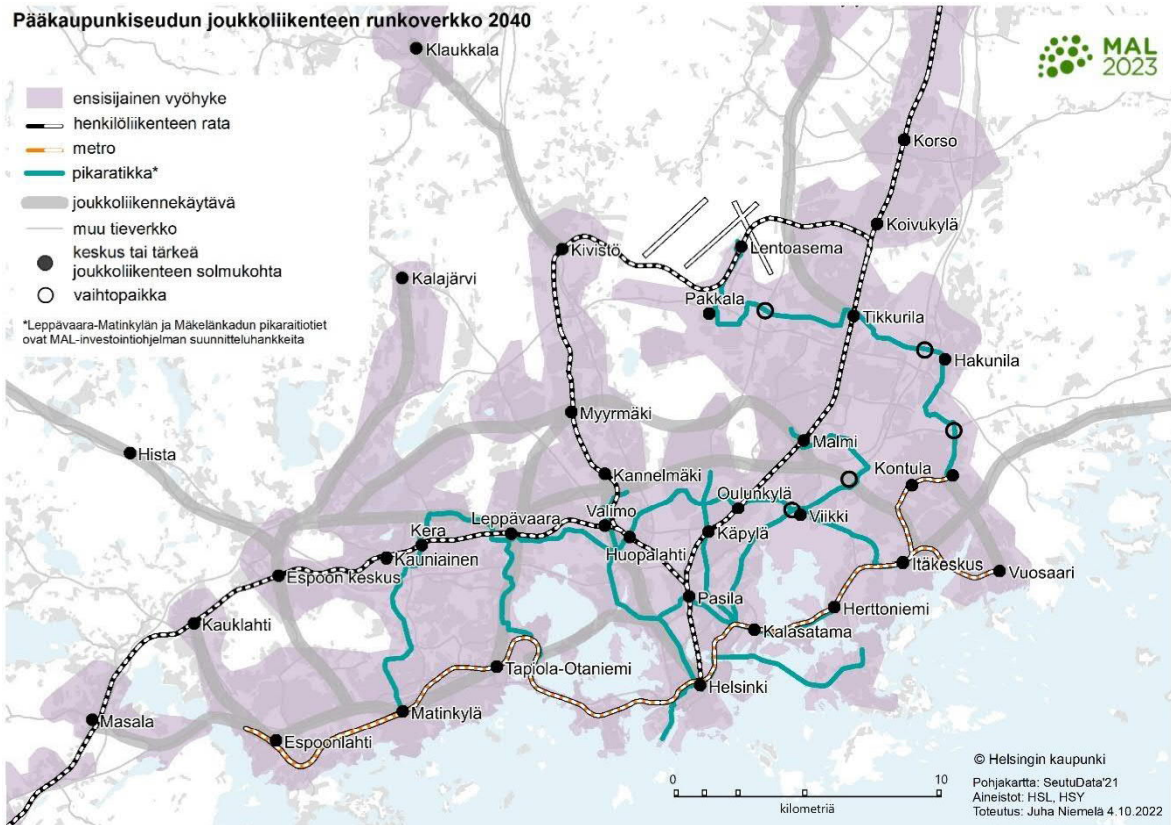 Pääkaupunkiseudun joukkoliikenteen runkoverkko 2040
MAL
2023
ensisijainen vyöhyke
henkilöliikenteen rata
metro
pikaratikka*
joukkoliikennekäytävä
muu tieverkko
keskus tai tärkeä
joukkoliikenteen solmukohta
vaihtopaikka
*Leppävaara-Matinkylän ja Mäkelänkadun pikaraitiotiet
ovat MAL-investointiohjelman suunnitteluhankkeita
Klaukkala
Korso
Koivukylä
Kivistö
Lentoasema
Kalajärvi
Pakkala
Tikkurila
Hakunila
Myyrmäki
Malmi
Hista
Kannelmäki
Kontula
Oulunkylä
Leppävaara
Valimo
Viikki
Kera
Käpylä
Huopalahti
Kauniainen
Itäkeskus
Espoon keskus
Vuosaari
Pasila
Herttoniemi
Kauklahti
Kalasatama
Tapiola-Otaniemi
Helsinki
Matinkylä
Masala
Espoonlahti
0
10
kilometriä
© Helsingin kaupunki
Pohjakartta: SeutuData'21
Aineistot: HSL, HSY
Toteutus: Juha Niemelä 4.10.2022